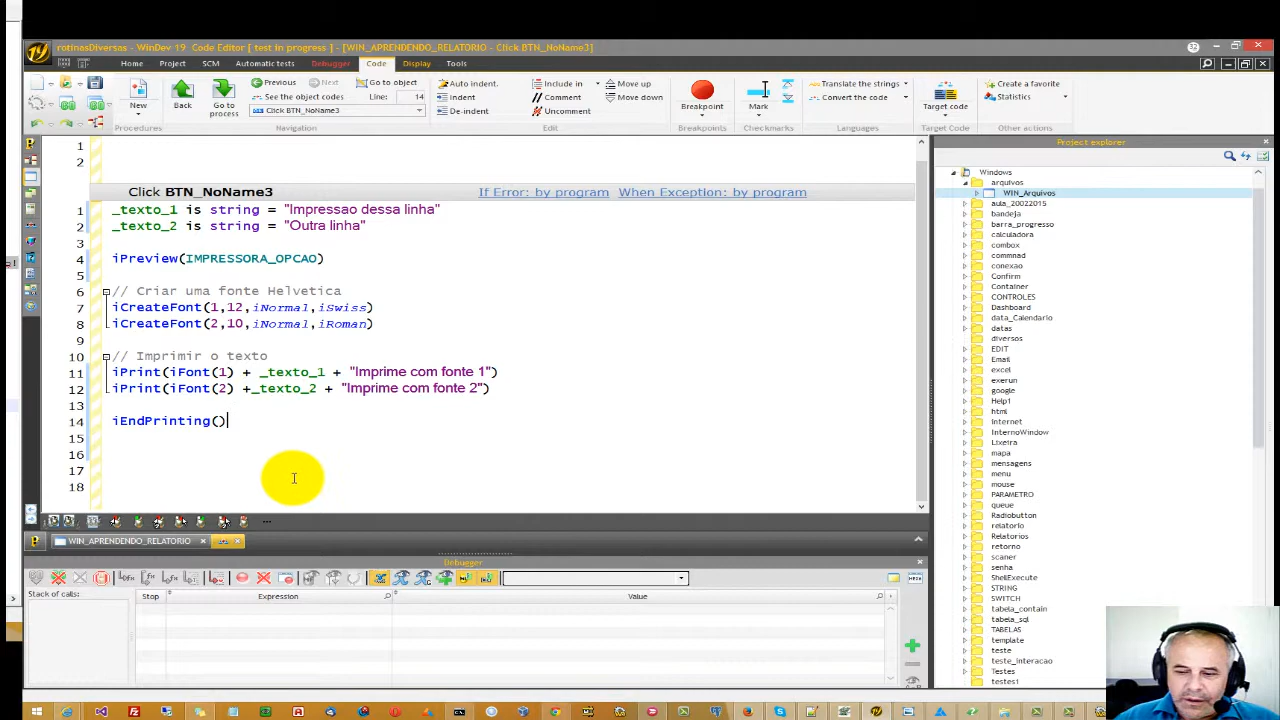 rotinasDiversas - WinDev 19 Code Editor [ test in progress ] - [WIN_APRENDENDO_RELATORIO - Click BTN_NoName3]
32
Home Project SCM Automatic tests Debugger Code Display Tools
New
Procedures
Back
Go to process
Previous Next Go to object
See the object codes Line: 14
Click BTN_NoName3
Navigation
Auto indent.
Indent
De-indent
Include in
Comment
Uncomment
Move up
Move down
Edit
Breakpoint
Breakpoints
Mark
Checkmarks
Translate the strings
Convert the code
Languages
Target code
Target Code
Create a favorite
Statistics
Other actions
1
2
Click BTN_NoName3 If Error: by program When Exception: by program
1 _texto_1 is string = "Impressao dessa linha"
2 _texto_2 is string = "Outra linha"
3
4 iPreview(IMPRESSORA_OPCAO)
5
6 // Criar uma fonte Helvetica
7 iCreateFont(1,12,iNormal,iSwiss)
8 iCreateFont(2,10,iNormal,iRoman)
9
10 // Imprimir o texto
11 iPrint(iFont(1) + _texto_1 + "Imprime com fonte 1")
12 iPrint(iFont(2) +_texto_2 + "Imprime com fonte 2")
13
14 iEndPrinting()
15
16
17
18
WIN_APRENDENDO_RELATORIO
Debugger
Stack of calls:
Stop Expression Value
Project explorer
Windows
arquivos
WIN_Arquivos
aula_20022015
bandeja
barra_progresso
calculadora
combox
commnad
conexao
Confirm
Container
CONTROLES
Dashboard
data_Calendario
datas
diversos
EDIT
Email
excel
exerun
google
Help1
html
internet
InternoWindow
Lixeira
mapa
mensagens
menu
mouse
PARAMETRO
queue
Radiobutton
relatorio
Relatorios
retorno
scaner
senha
ShellExecute
STRING
SWITCH
tabela_contain
tabela_sql
TABELAS
template
teste
teste_interacao
Testes
testes1